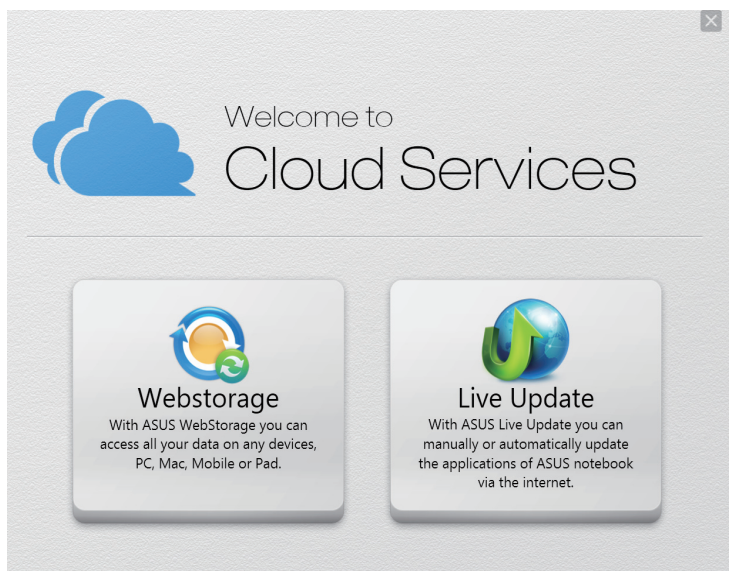 Welcome to
Cloud Services
Webstorage
With ASUS WebStorage you can
access all your data on any devices,
PC, Mac, Mobile or Pad.
Live Update
With ASUS Live Update you can
manually or automatically update
the applications of ASUS notebook
via the internet.